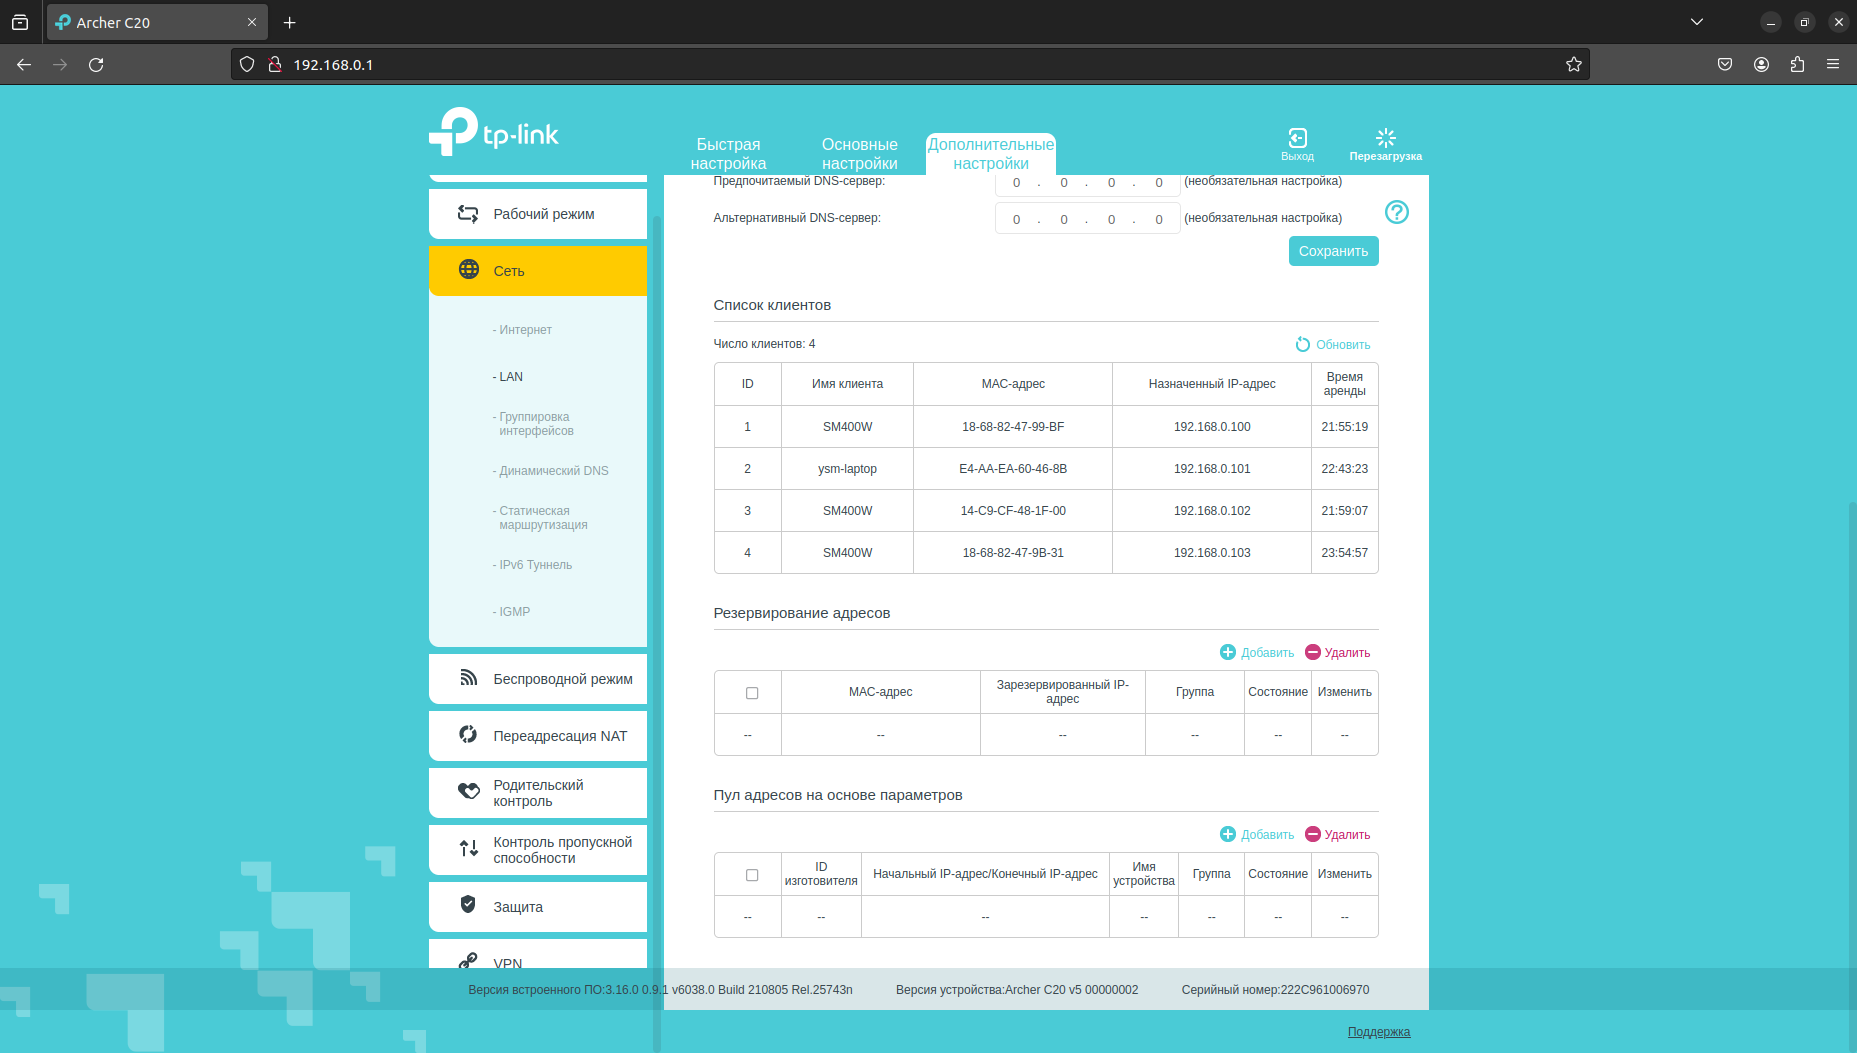 Archer C20
192.168.0.1
tp-link
Быстрая настройка
Основные настройки
Дополнительные настройки
Выход
Перезагрузка
Рабочий режим
Сеть
- Интернет
- LAN
- Группировка интерфейсов
- Динамический DNS
- Статическая маршрутизация
- IPv6 Туннель
- IGMP
Беспроводной режим
Переадресация NAT
Родительский контроль
Контроль пропускной способности
Защита
VPN
Предпочитаемый DNS-сервер: 0 . 0 . 0 . 0 (необязательная настройка)
Альтернативный DNS-сервер: 0 . 0 . 0 . 0 (необязательная настройка)
Сохранить
Список клиентов
Число клиентов: 4
Обновить
ID Имя клиента MAC-адрес Назначенный IP-адрес Время аренды
1 SM400W 18-68-82-47-99-BF 192.168.0.100 21:55:19
2 ysm-laptop E4-AA-EA-60-46-8B 192.168.0.101 22:43:23
3 SM400W 14-C9-CF-48-1F-00 192.168.0.102 21:59:07
4 SM400W 18-68-82-47-9B-31 192.168.0.103 23:54:57
Резервирование адресов
Добавить Удалить
MAC-адрес Зарезервированный IP-адрес Группа Состояние Изменить
-- -- -- -- -- --
Пул адресов на основе параметров
Добавить Удалить
ID изготовителя Начальный IP-адрес/Конечный IP-адрес Имя устройства Группа Состояние Изменить
-- -- -- -- -- -- --
Версия встроенного ПО:3.16.0 0.9.1 v6038.0 Build 210805 Rel.25743n Версия устройства:Archer C20 v5 00000002 Серийный номер:222C961006970
Поддержка